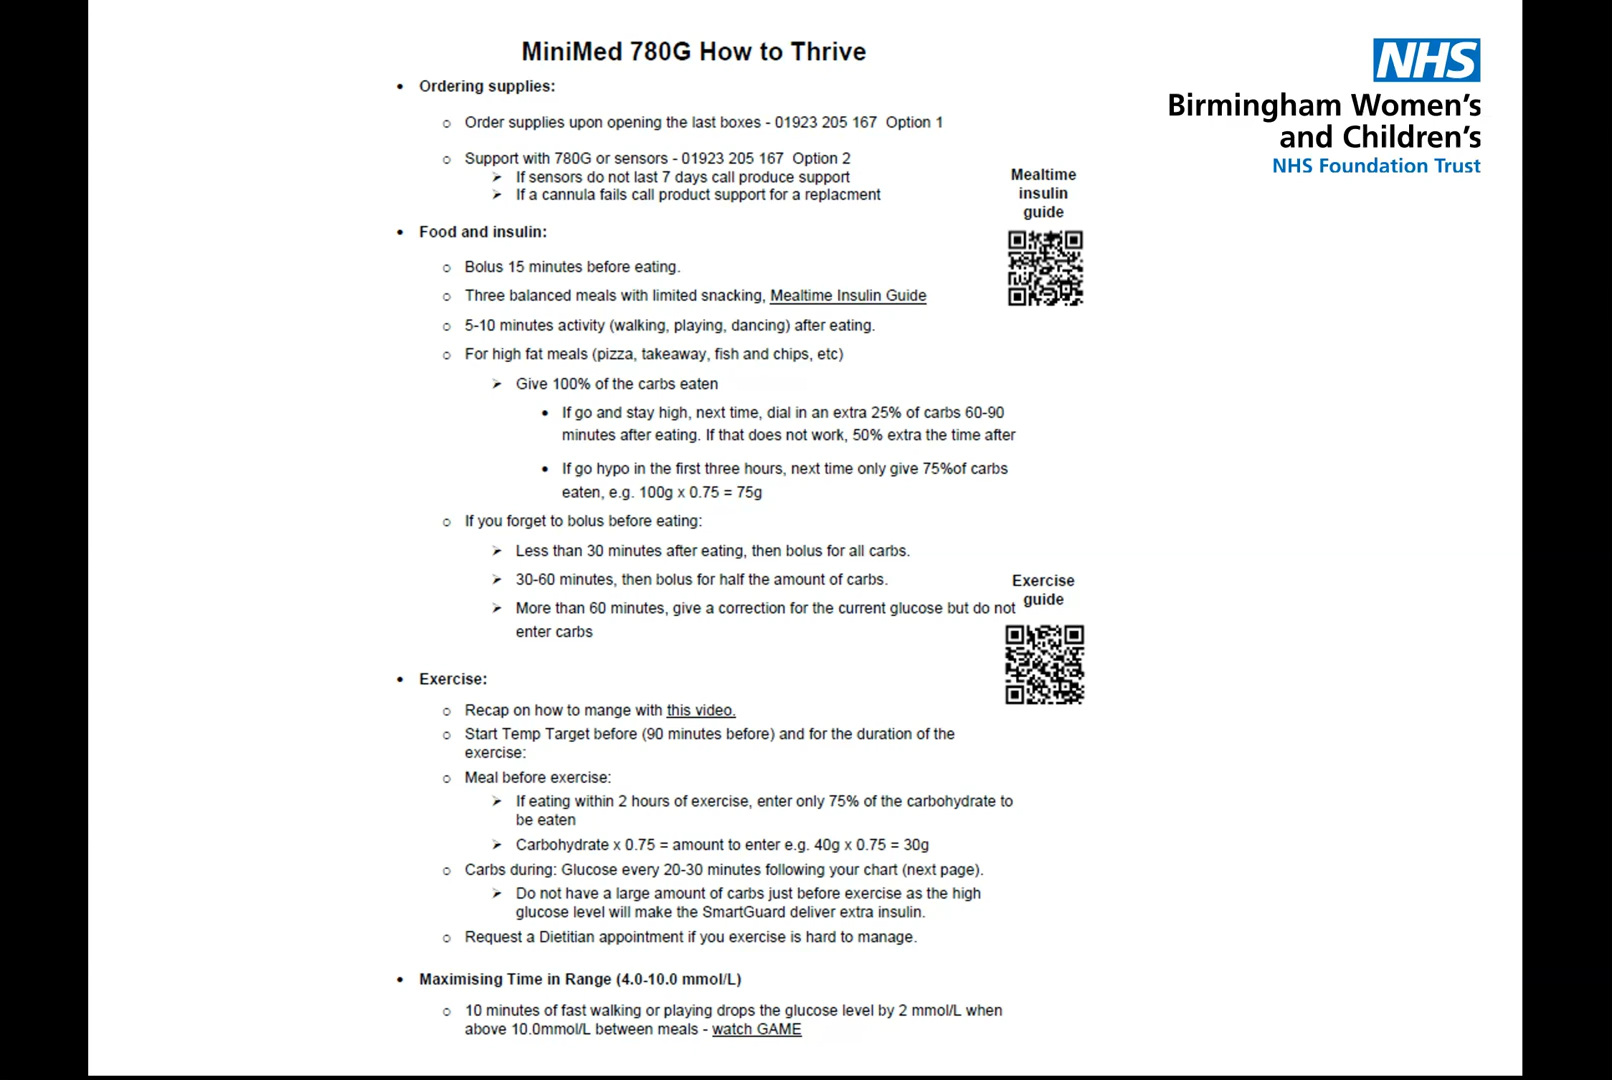 MiniMed 780G How to Thrive
NHS
Birmingham Women's
and Children's
NHS Foundation Trust
• Ordering supplies:
o Order supplies upon opening the last boxes - 01923 205 167 Option 1
o Support with 780G or sensors - 01923 205 167 Option 2
➢ If sensors do not last 7 days call produce support
➢ If a cannula fails call product support for a replacment
Mealtime
insulin
guide
• Food and insulin:
o Bolus 15 minutes before eating.
o Three balanced meals with limited snacking, Mealtime Insulin Guide
o 5-10 minutes activity (walking, playing, dancing) after eating.
o For high fat meals (pizza, takeaway, fish and chips, etc)
➢ Give 100% of the carbs eaten
• If go and stay high, next time, dial in an extra 25% of carbs 60-90
minutes after eating. If that does not work, 50% extra the time after
• If go hypo in the first three hours, next time only give 75%of carbs
eaten, e.g. 100g x 0.75 = 75g
o If you forget to bolus before eating:
➢ Less than 30 minutes after eating, then bolus for all carbs.
➢ 30-60 minutes, then bolus for half the amount of carbs.
➢ More than 60 minutes, give a correction for the current glucose but do not
enter carbs
Exercise
guide
• Exercise:
o Recap on how to mange with this video.
o Start Temp Target before (90 minutes before) and for the duration of the
exercise:
o Meal before exercise:
➢ If eating within 2 hours of exercise, enter only 75% of the carbohydrate to
be eaten
➢ Carbohydrate x 0.75 = amount to enter e.g. 40g x 0.75 = 30g
o Carbs during: Glucose every 20-30 minutes following your chart (next page).
➢ Do not have a large amount of carbs just before exercise as the high
glucose level will make the SmartGuard deliver extra insulin.
o Request a Dietitian appointment if you exercise is hard to manage.
• Maximising Time in Range (4.0-10.0 mmol/L)
o 10 minutes of fast walking or playing drops the glucose level by 2 mmol/L when
above 10.0mmol/L between meals - watch GAME